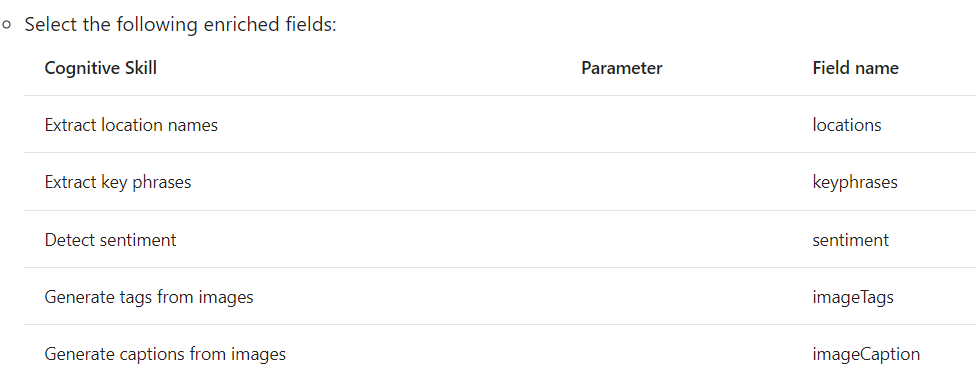 Select the following enriched fields:
Cognitive Skill Parameter Field name
Extract location names locations
Extract key phrases keyphrases
Detect sentiment sentiment
Generate tags from images imageTags
Generate captions from images imageCaption